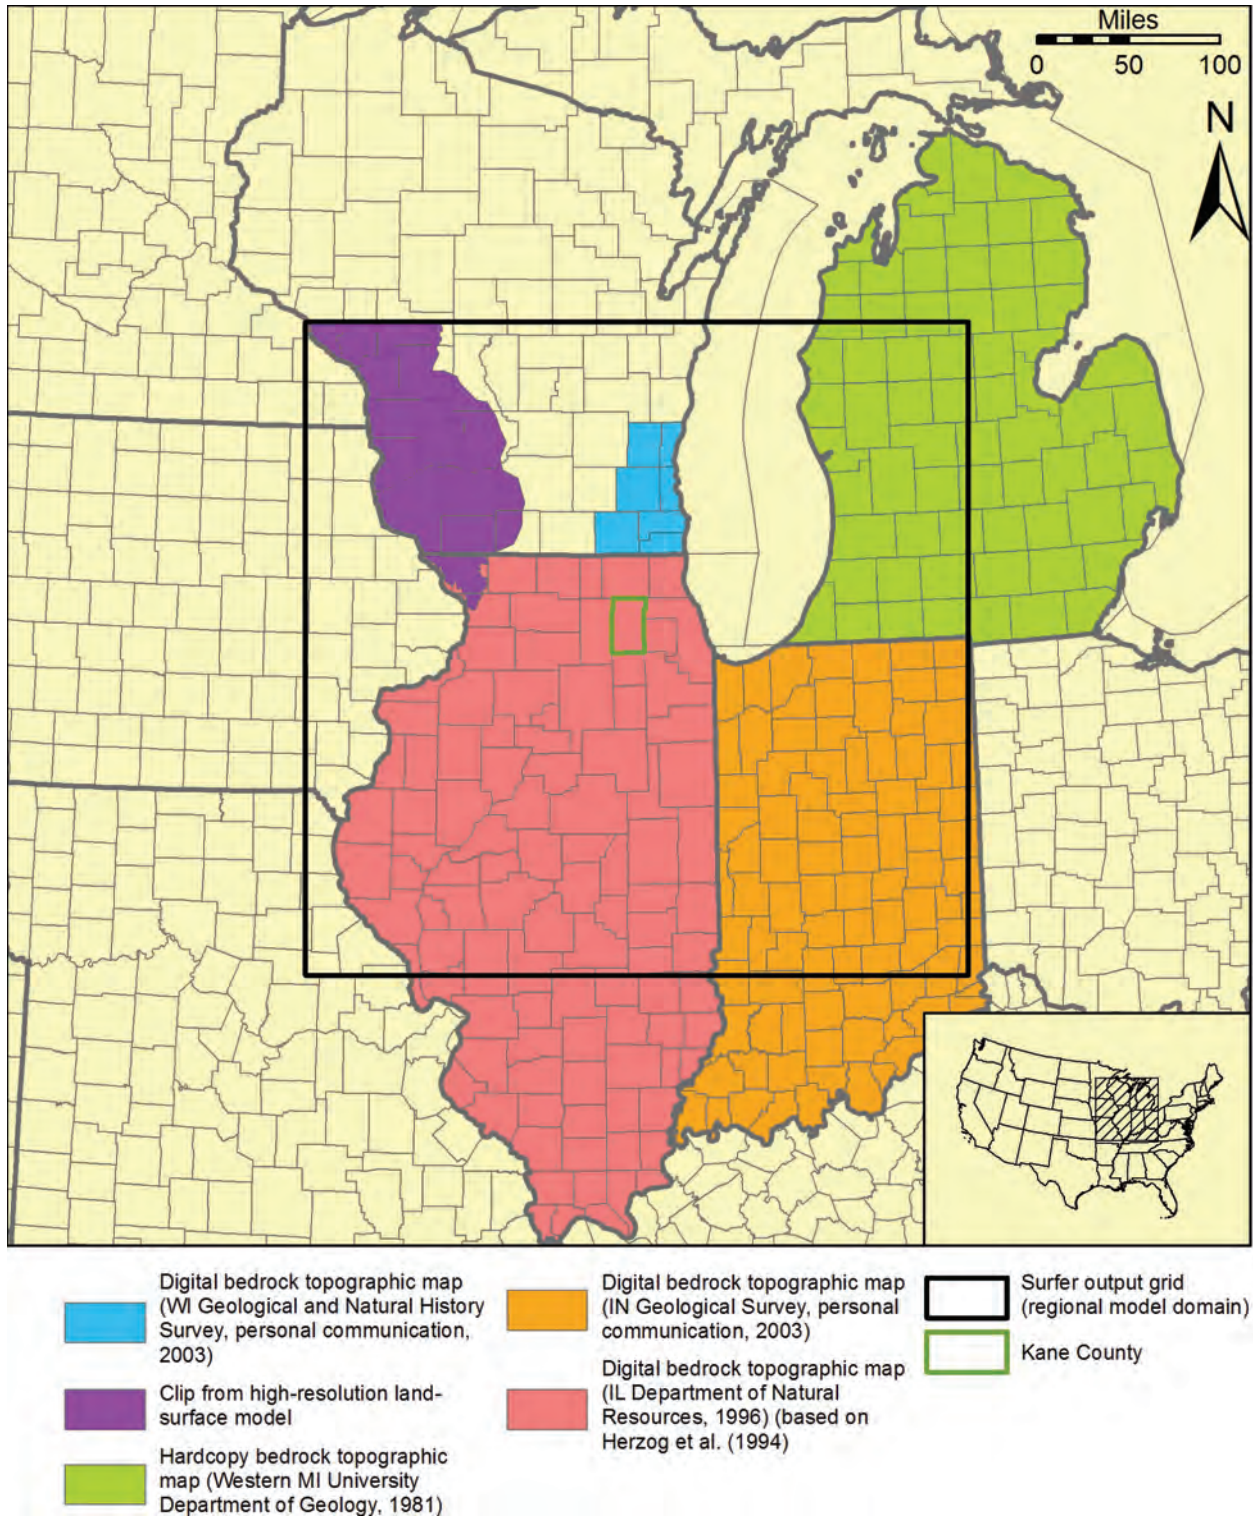 Miles
0 50 100
N
Digital bedrock topographic map
(WI Geological and Natural History
Survey, personal communication,
2003)
Clip from high-resolution land-
surface model
Hardcopy bedrock topographic
map (Western MI University
Department of Geology, 1981)
Digital bedrock topographic map
(IN Geological Survey, personal
communication, 2003)
Digital bedrock topographic map
(IL Department of Natural
Resources, 1996) (based on
Herzog et al. (1994)
Surfer output grid
(regional model domain)
Kane County